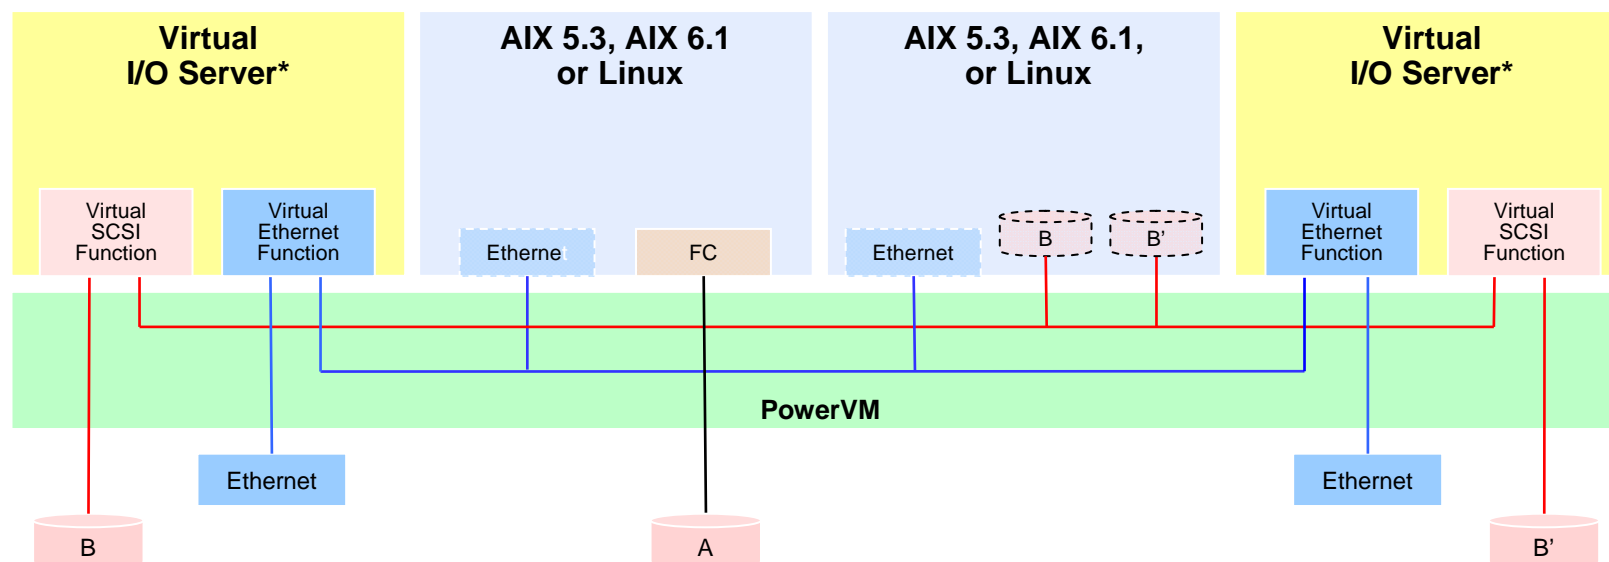 Virtual
I/O Server*
AIX 5.3, AIX 6.1
or Linux
AIX 5.3, AIX 6.1,
or Linux
Virtual
I/O Server*
Virtual
SCSI
Function
Virtual
Ethernet
Function
Ethernet
FC
Ethernet
B
B’
Virtual
Ethernet
Function
Virtual
SCSI
Function
PowerVM
Ethernet
Ethernet
B
A
B’